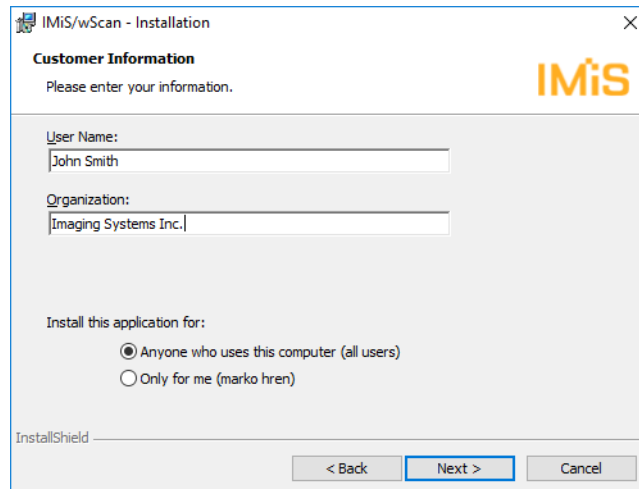 IMiS/wScan - Installation
Customer Information
Please enter your information.
IMiS
User Name:
John Smith
Organization:
Imaging Systems Inc.
Install this application for:
Anyone who uses this computer (all users)
Only for me (marko hren)
InstallShield
< Back Next > Cancel